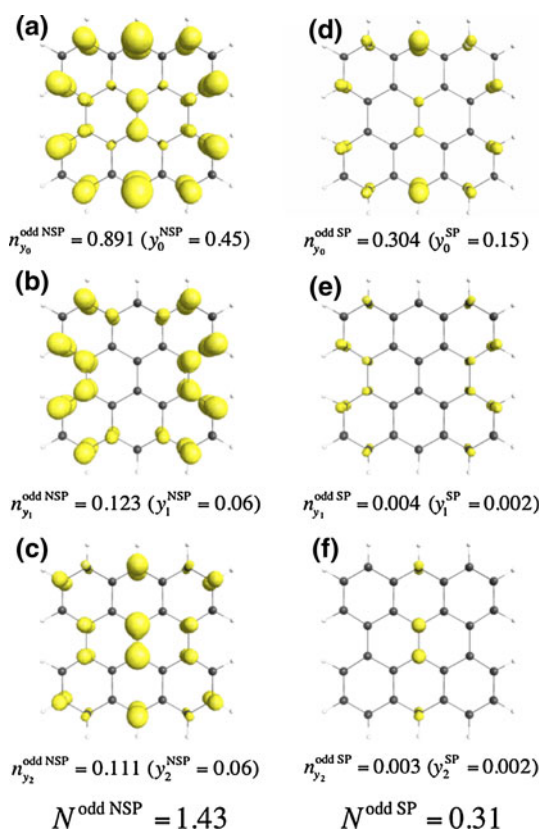 (a) (d)
n_{y_0}^{odd NSP} = 0.891 (y_0^{NSP} = 0.45) n_{y_0}^{odd SP} = 0.304 (y_0^{SP} = 0.15)
(b) (e)
n_{y_1}^{odd NSP} = 0.123 (y_1^{NSP} = 0.06) n_{y_1}^{odd SP} = 0.004 (y_1^{SP} = 0.002)
(c) (f)
n_{y_2}^{odd NSP} = 0.111 (y_2^{NSP} = 0.06) n_{y_2}^{odd SP} = 0.003 (y_2^{SP} = 0.002)
N^{odd NSP} = 1.43 N^{odd SP} = 0.31